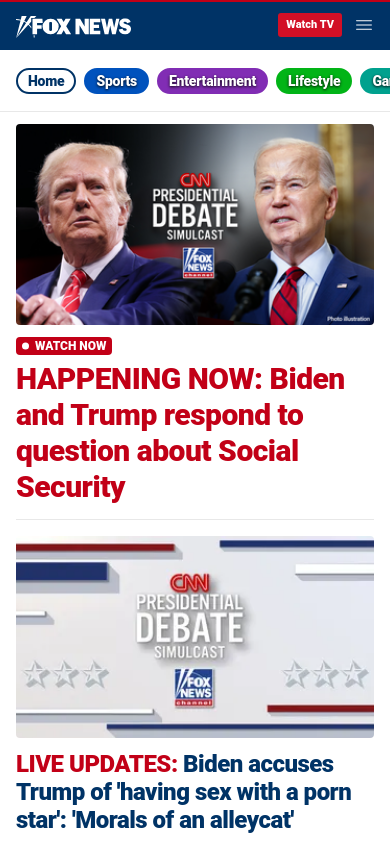 FOX NEWS
Watch TV
Home
Sports
Entertainment
Lifestyle
Ga
CNN
PRESIDENTIAL
DEBATE
SIMULCAST
FOX
NEWS
channel
Photo illustration
WATCH NOW
HAPPENING NOW: Biden
and Trump respond to
question about Social
Security
CNN
PRESIDENTIAL
DEBATE
SIMULCAST
FOX
NEWS
channel
LIVE UPDATES: Biden accuses
Trump of 'having sex with a porn
star': 'Morals of an alleycat'